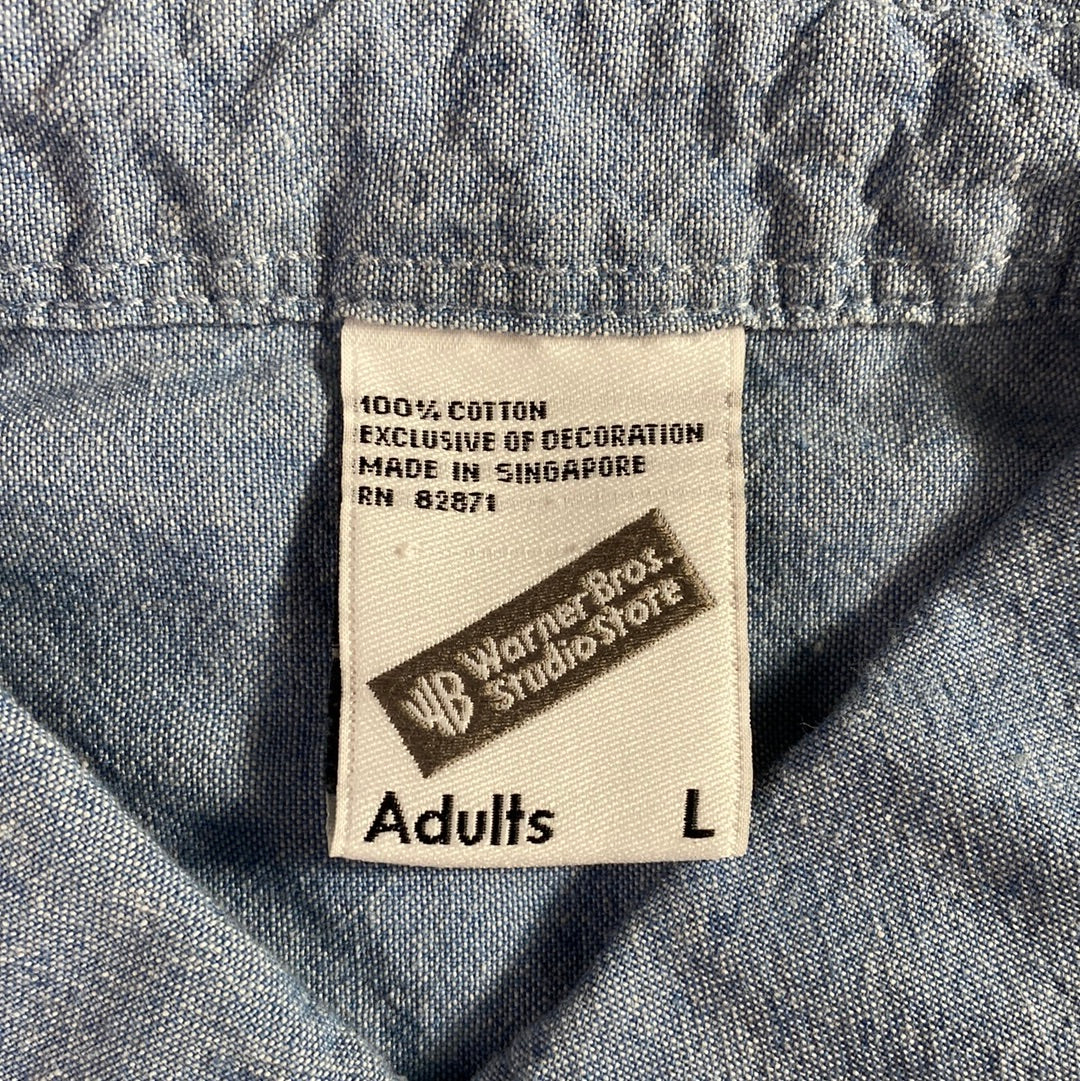 100% COTTON
EXCLUSIVE OF DECORATION
MADE IN SINGAPORE
RN 82871
WB
Warner Bros.
Studio Store
Adults L